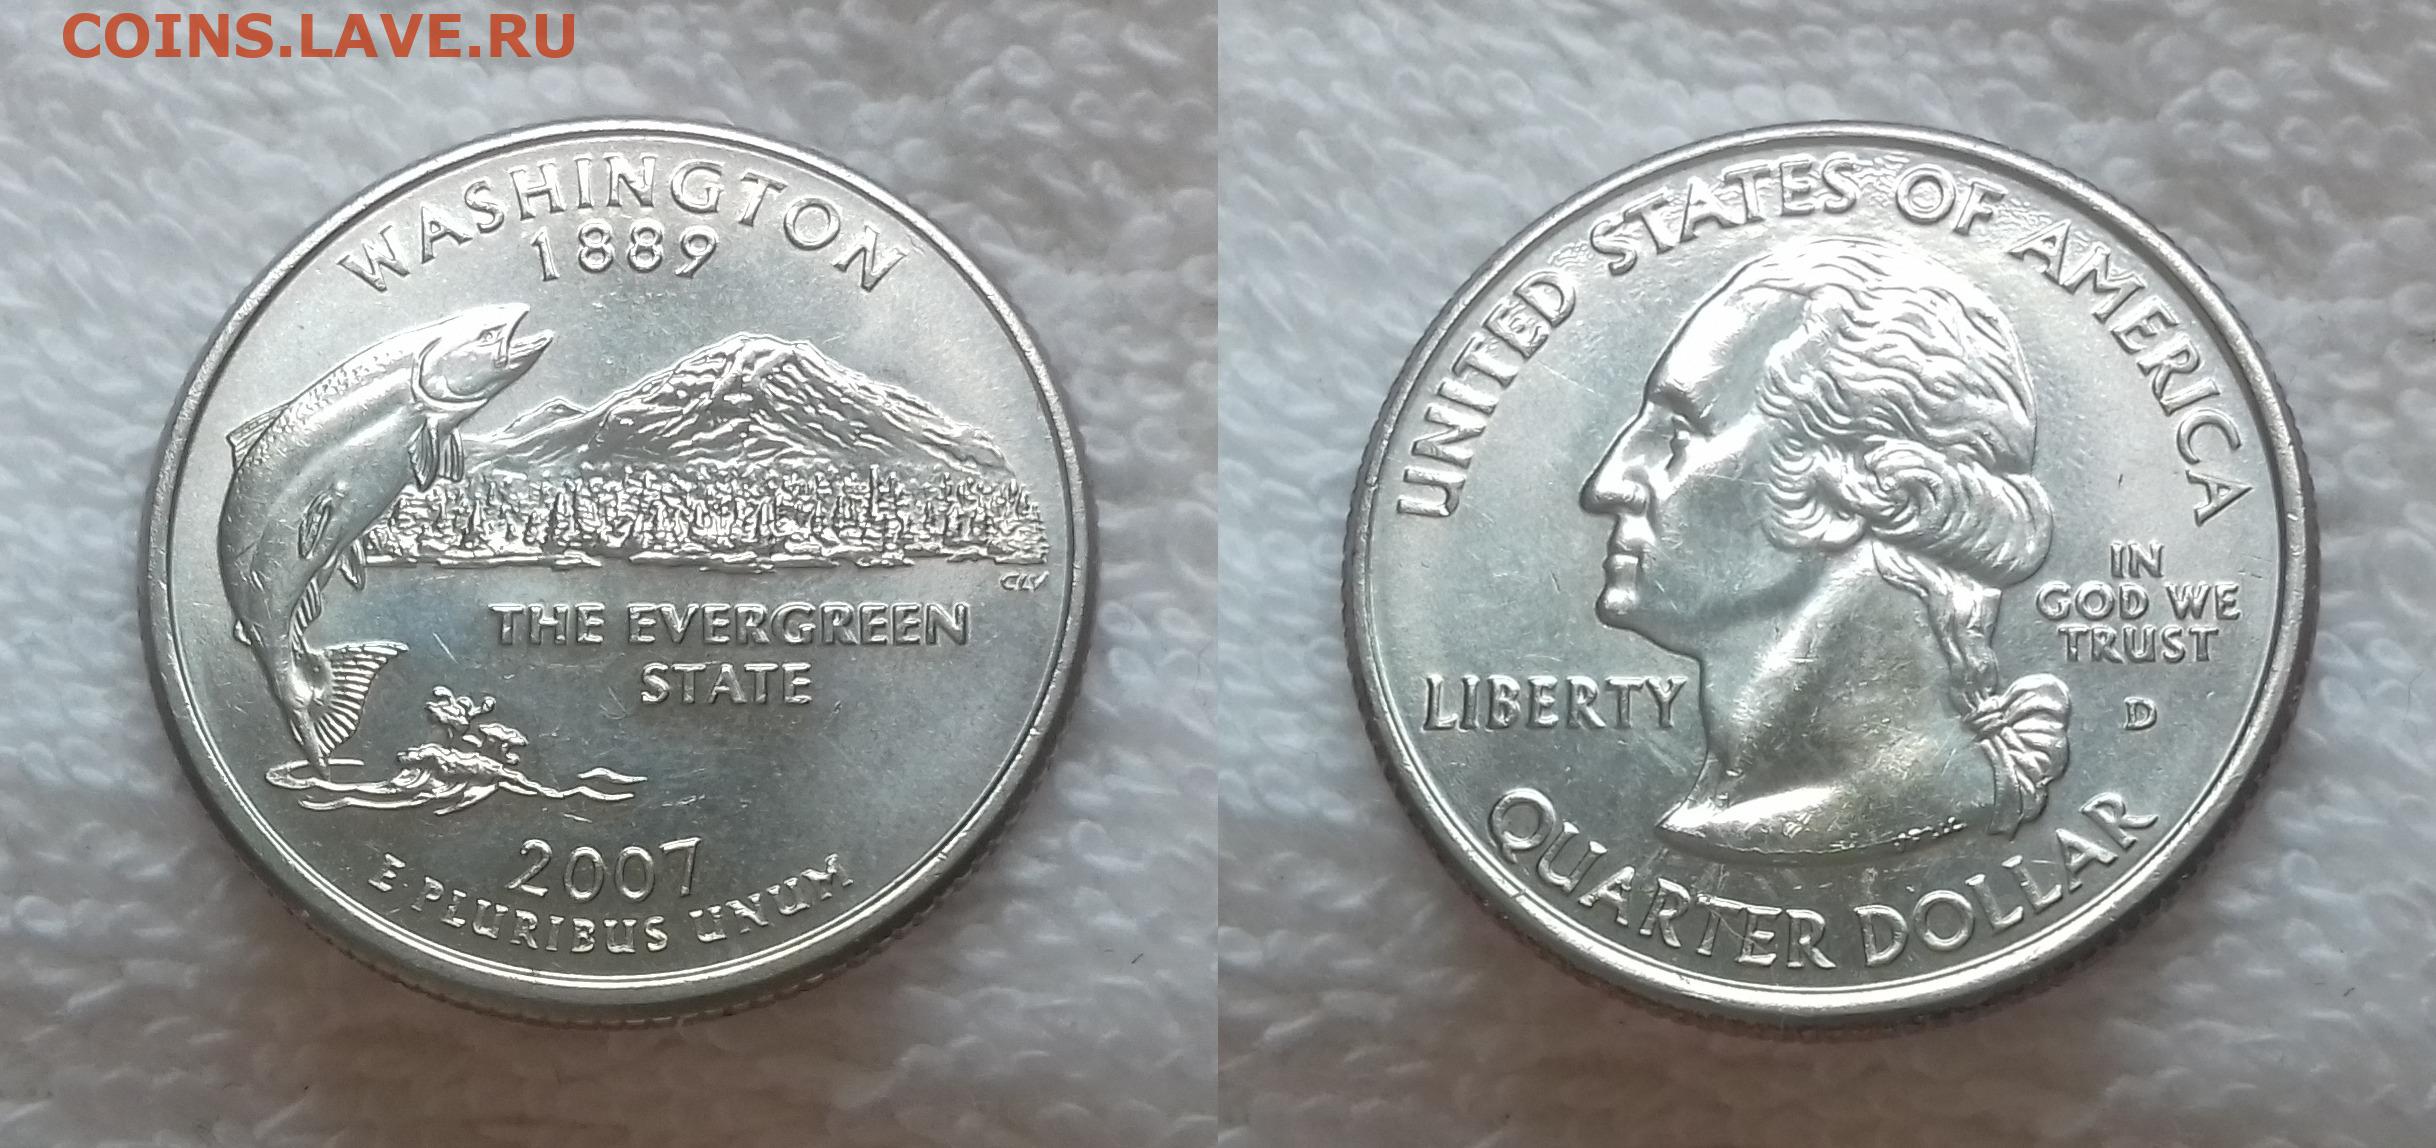 COINS.LAVE.RU
WASHINGTON
1889
CLV
THE EVERGREEN
STATE
2007
E·PLURIBUS UNUM
UNITED STATES OF AMERICA
IN
GOD WE
TRUST
LIBERTY
D
QUARTER DOLLAR